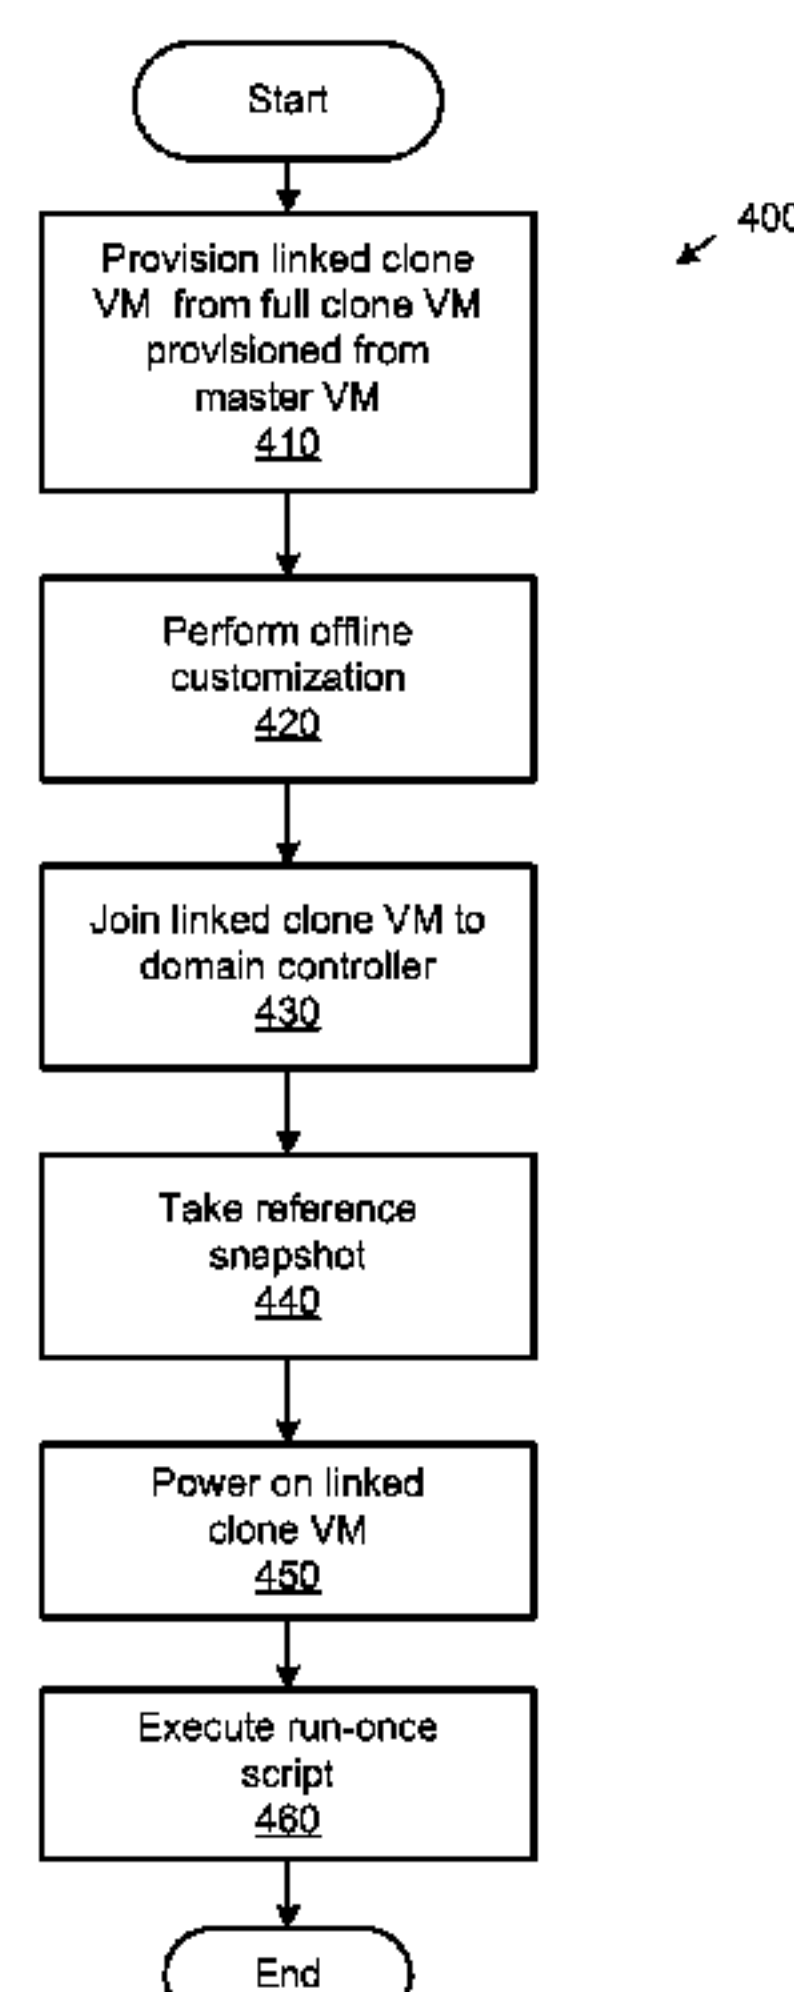 Start
400
Provision linked clone
VM from full clone VM
provisioned from
master VM
410
Perform offline
customization
420
Join linked clone VM to
domain controller
430
Take reference
snapshot
440
Power on linked
clone VM
450
Execute run-once
script
460
End